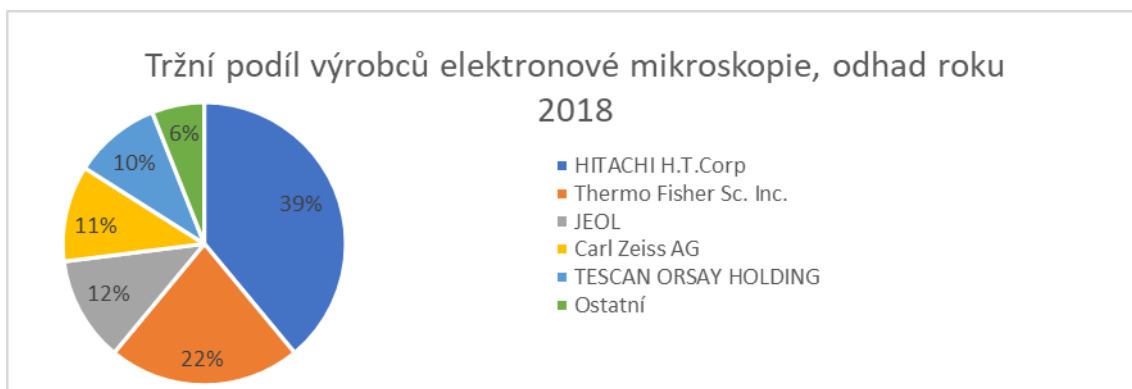 Tržní podíl výrobců elektronové mikroskopie, odhad roku
2018
6%
10%
39%
11%
12%
22%
HITACHI H.T.Corp
Thermo Fisher Sc. Inc.
JEOL
Carl Zeiss AG
TESCAN ORSAY HOLDING
Ostatní